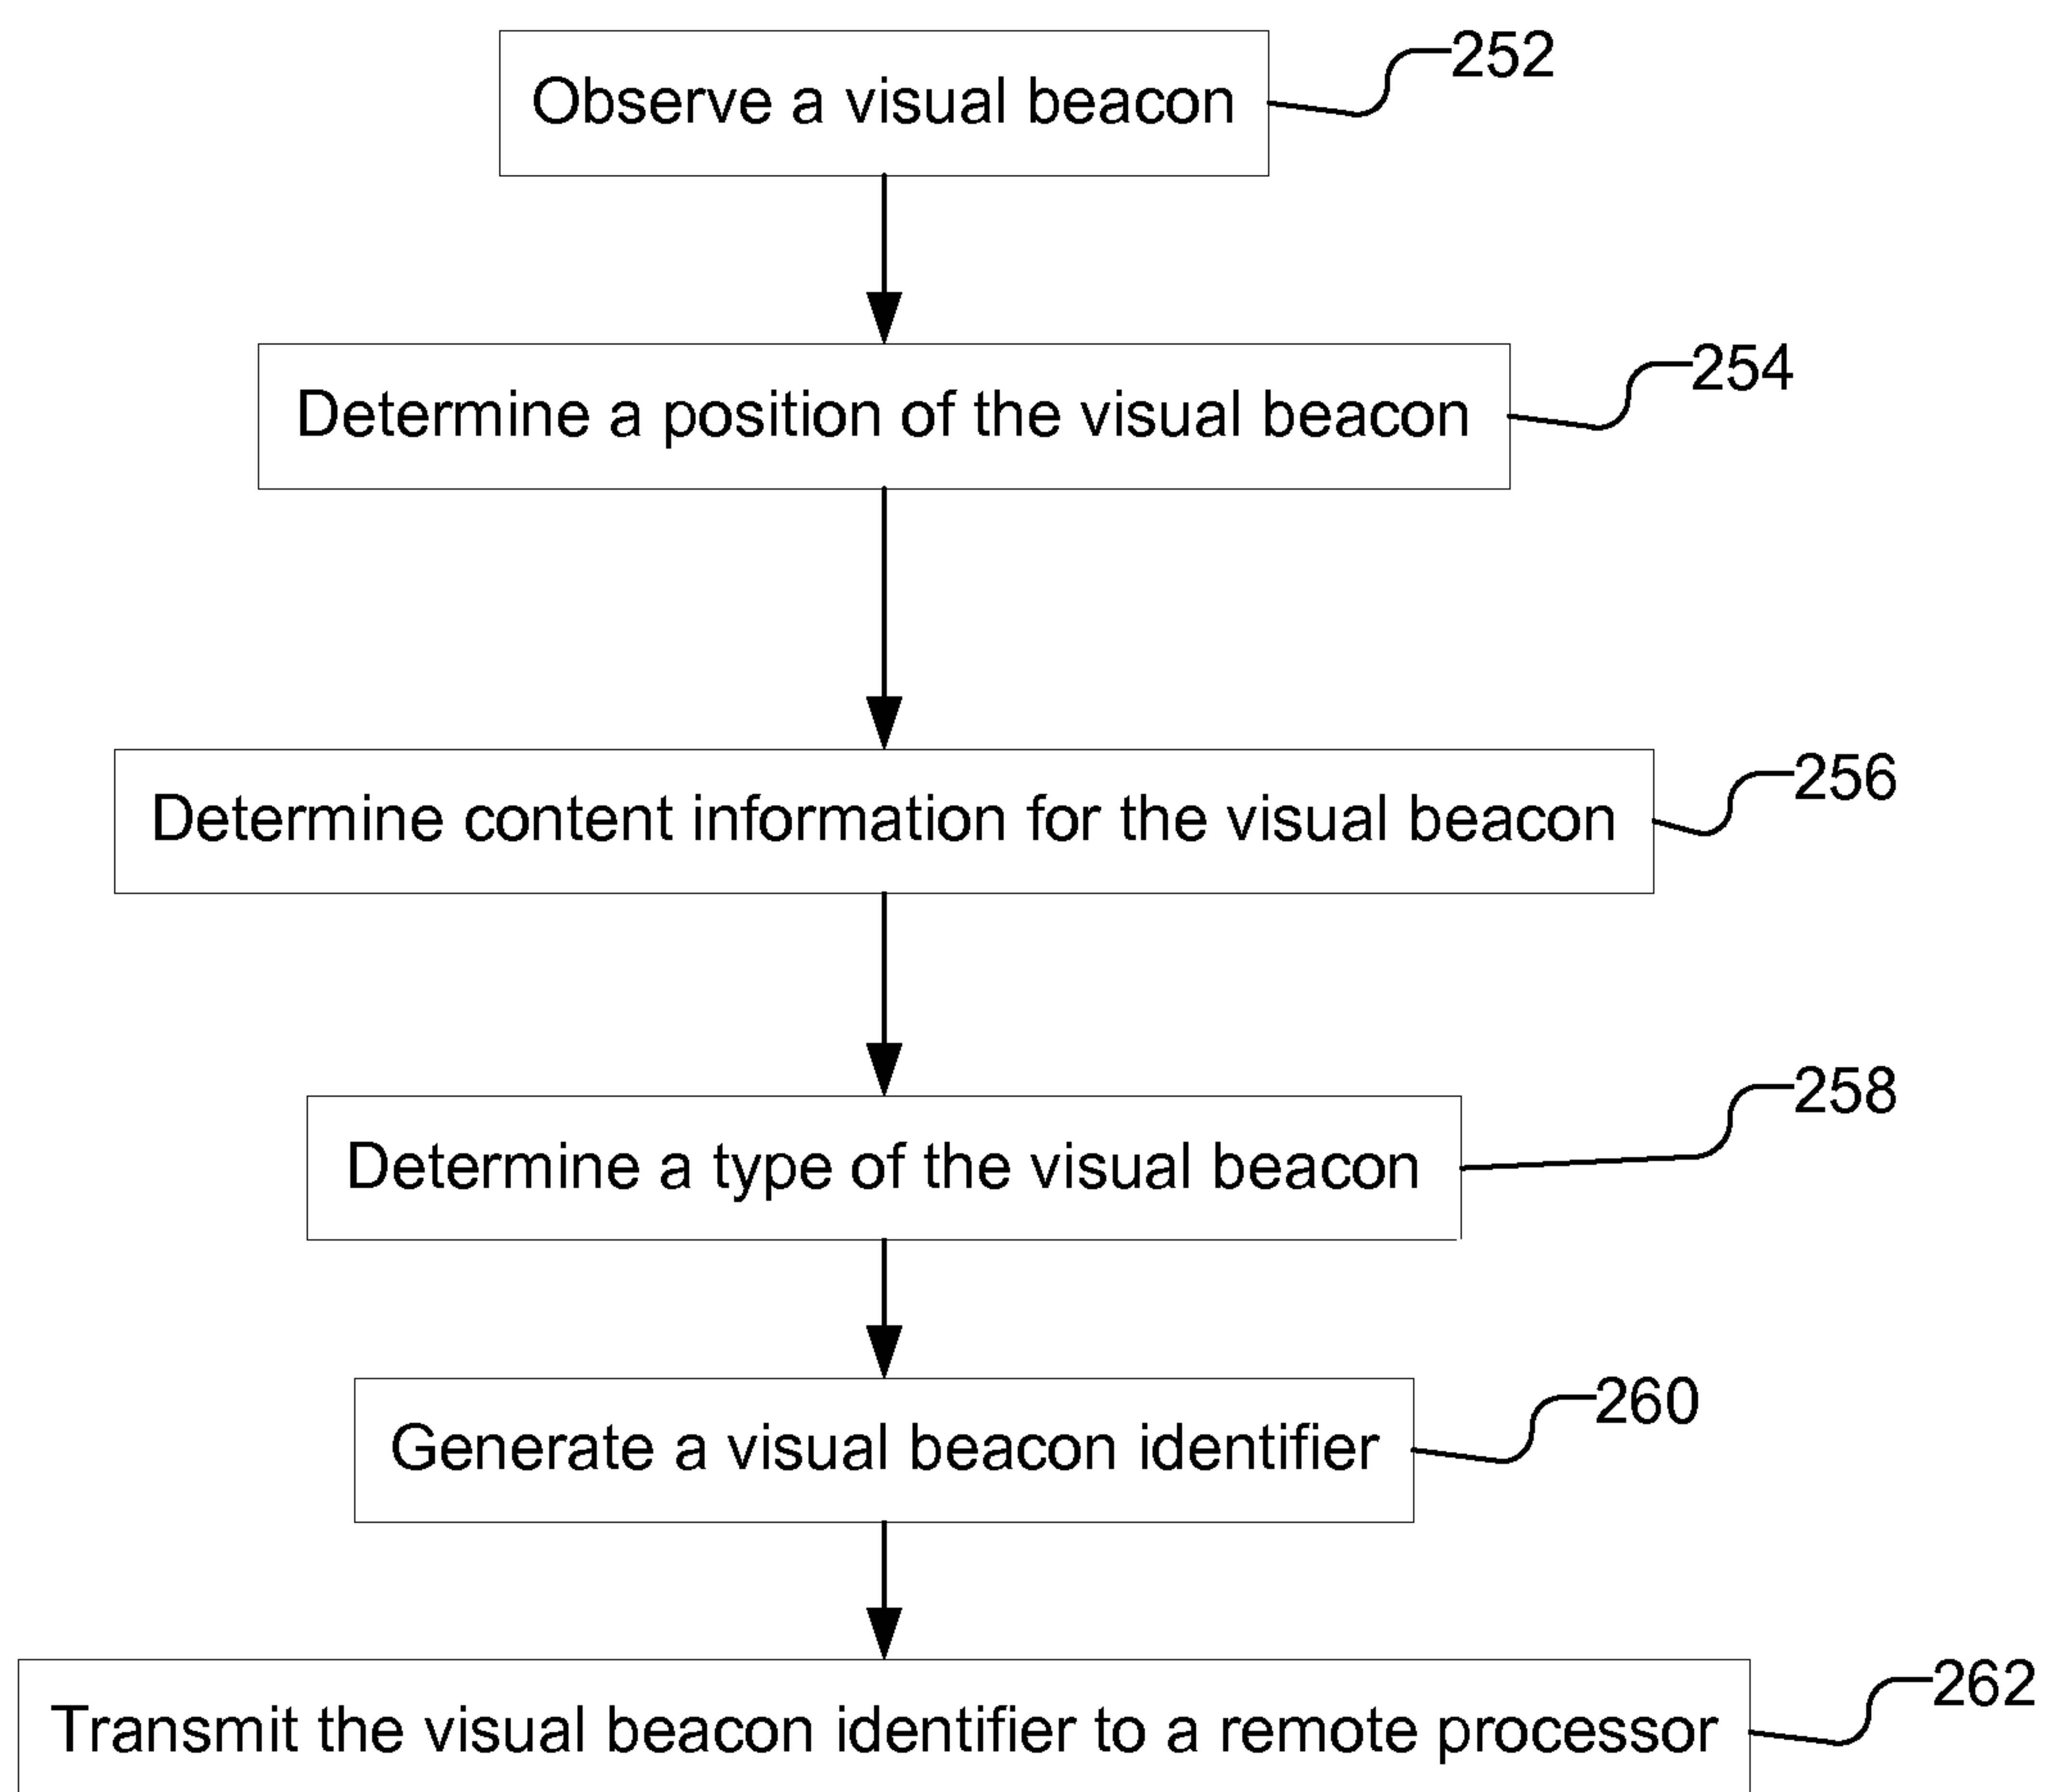 Observe a visual beacon
252
Determine a position of the visual beacon
254
Determine content information for the visual beacon
256
Determine a type of the visual beacon
258
Generate a visual beacon identifier
260
Transmit the visual beacon identifier to a remote processor
262